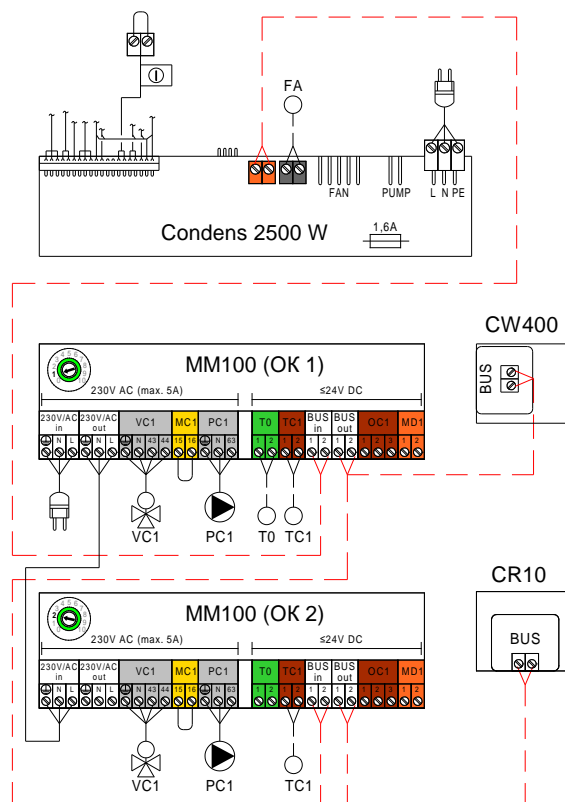 FA
FAN
PUMP
L N PE
Condens 2500 W
1,6A
CW400
BUS
MM100 (OK 1)
230V AC (max. 5A)
≤24V DC
230V/AC in
230V/AC out
VC1
MC1
PC1
T0
TC1
BUS in
BUS out
OC1
MD1
N L
N L
N 43 44
15 16
N 63
1 2
1 2
1 2
1 2
1 2 3
1 2
VC1
PC1
T0
TC1
CR10
BUS
MM100 (OK 2)
230V AC (max. 5A)
≤24V DC
230V/AC in
230V/AC out
VC1
MC1
PC1
T0
TC1
BUS in
BUS out
OC1
MD1
N L
N L
N 43 44
15 16
N 63
1 2
1 2
1 2
1 2
1 2 3
1 2
VC1
PC1
TC1